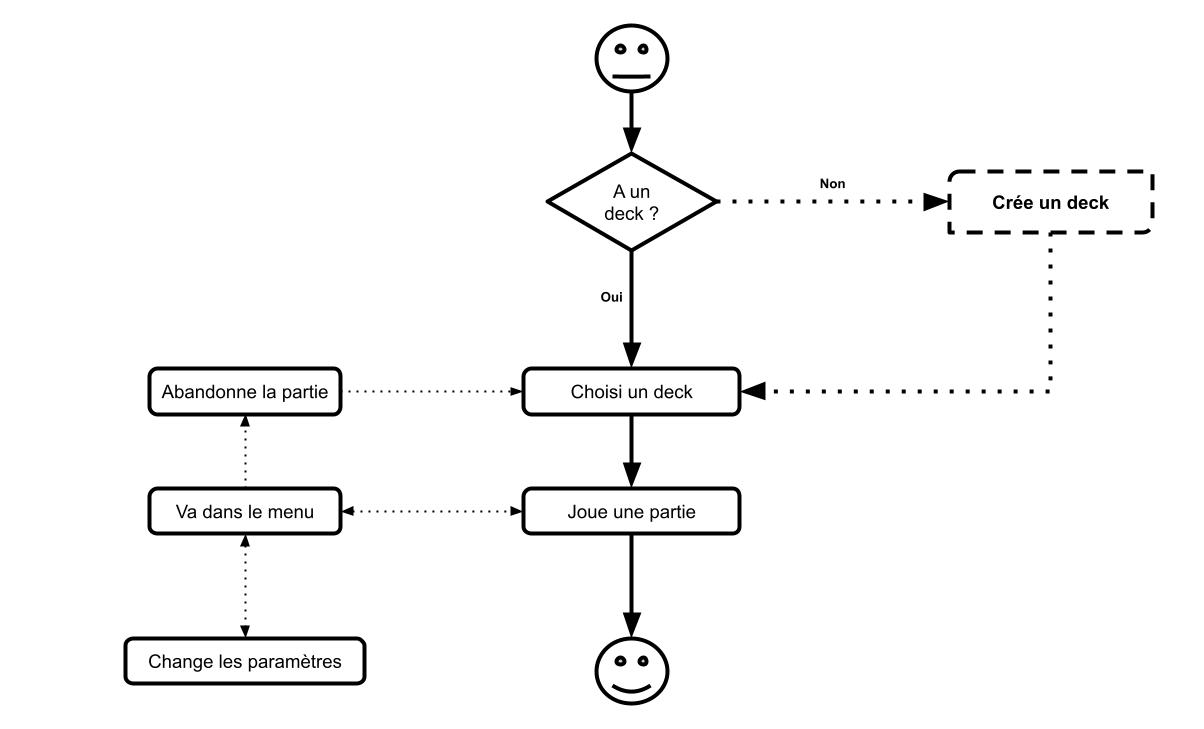 A un
deck ?
Non
Crée un deck
Oui
Abandonne la partie
Choisi un deck
Va dans le menu
Joue une partie
Change les paramètres